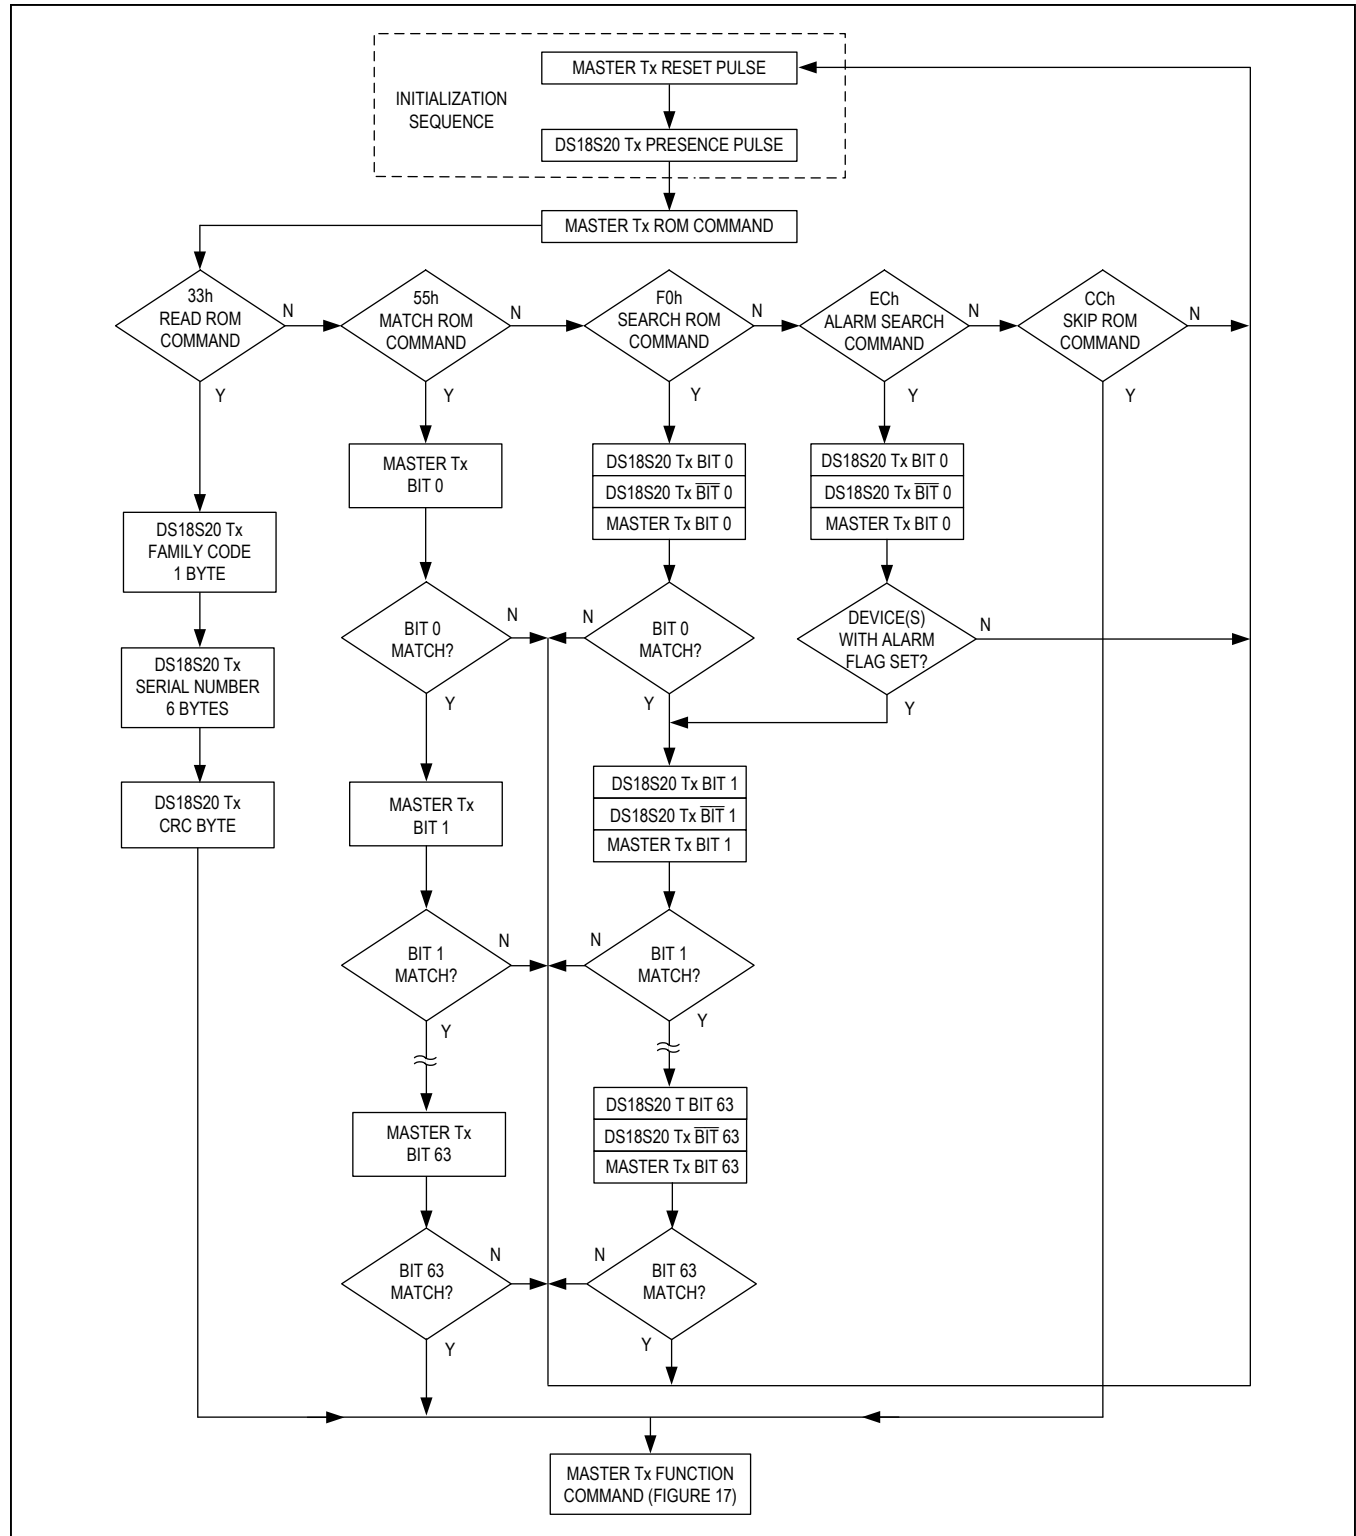 MASTER Tx RESET PULSE
INITIALIZATION
SEQUENCE
DS18S20 Tx PRESENCE PULSE
MASTER Tx ROM COMMAND
33h
READ ROM
COMMAND
N
Y
55h
MATCH ROM
COMMAND
N
Y
F0h
SEARCH ROM
COMMAND
N
Y
ECh
ALARM SEARCH
COMMAND
N
Y
CCh
SKIP ROM
COMMAND
N
Y
DS18S20 Tx
FAMILY CODE
1 BYTE
DS18S20 Tx
SERIAL NUMBER
6 BYTES
DS18S20 Tx
CRC BYTE
MASTER Tx
BIT 0
BIT 0
MATCH?
N
Y
MASTER Tx
BIT 1
BIT 1
MATCH?
N
Y
MASTER Tx
BIT 63
BIT 63
MATCH?
N
Y
DS18S20 Tx BIT 0
DS18S20 Tx B̅I̅T̅ 0
MASTER Tx BIT 0
BIT 0
MATCH?
N
Y
DS18S20 Tx BIT 1
DS18S20 Tx B̅I̅T̅ 1
MASTER Tx BIT 1
BIT 1
MATCH?
N
Y
DS18S20 T BIT 63
DS18S20 Tx B̅I̅T̅ 63
MASTER Tx BIT 63
BIT 63
MATCH?
N
Y
DS18S20 Tx BIT 0
DS18S20 Tx B̅I̅T̅ 0
MASTER Tx BIT 0
DEVICE(S)
WITH ALARM
FLAG SET?
N
Y
MASTER Tx FUNCTION
COMMAND (FIGURE 17)